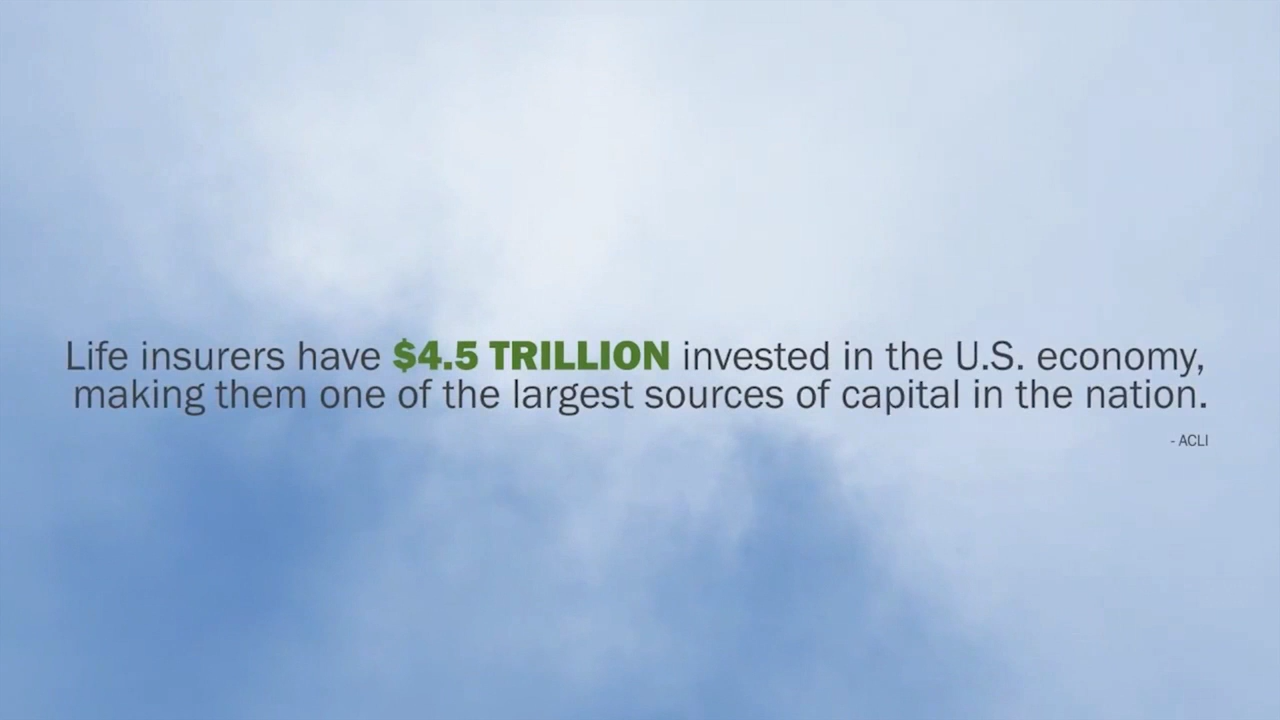 Life insurers have $4.5 TRILLION invested in the U.S. economy,
making them one of the largest sources of capital in the nation.
- ACLI